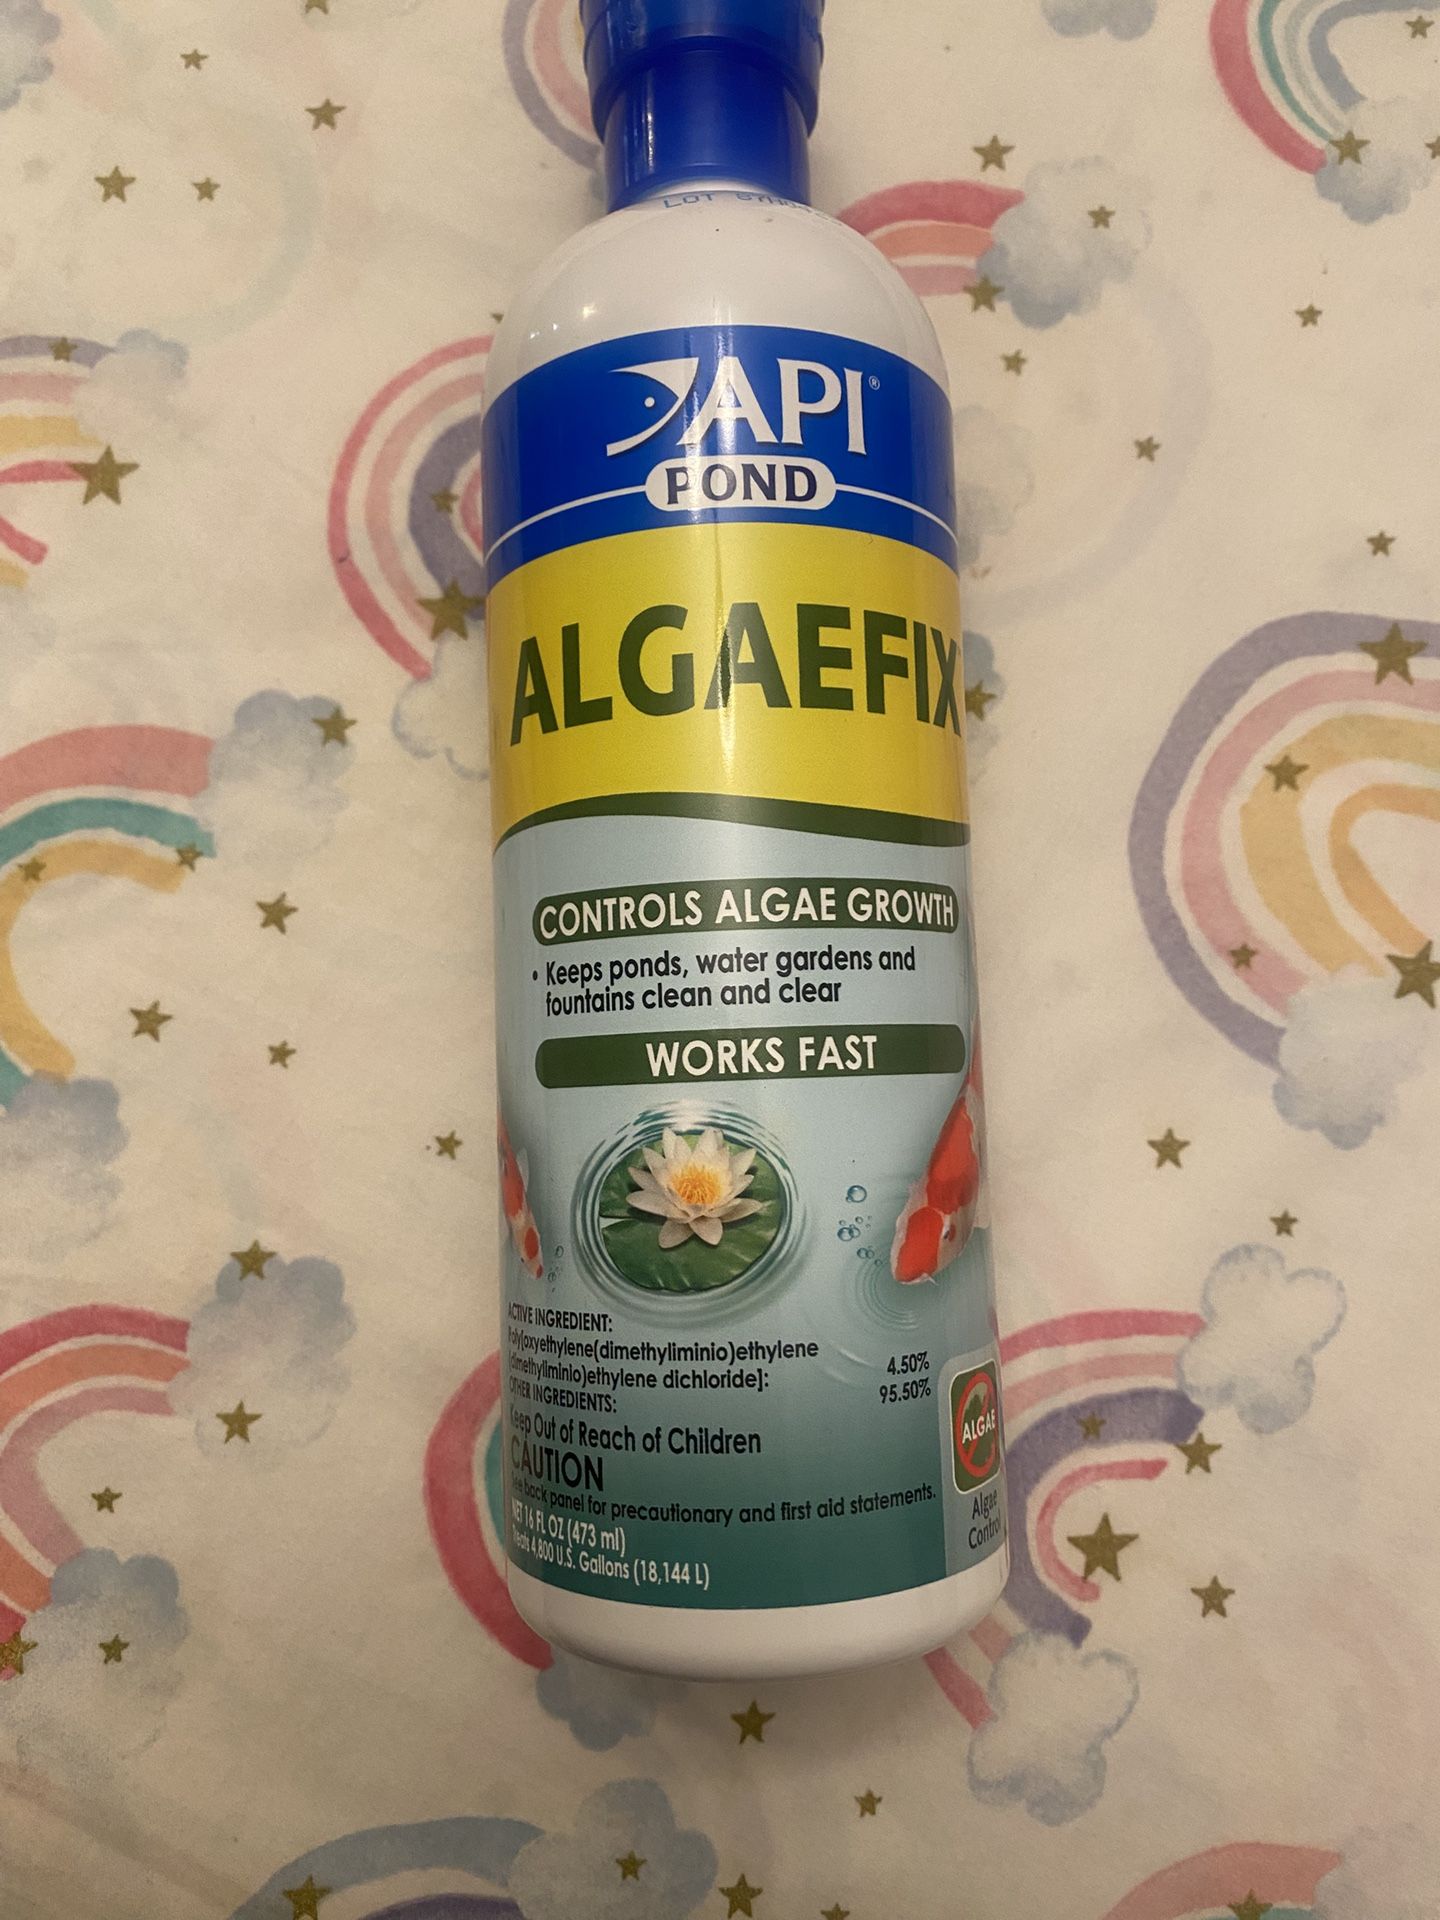 LOT
API®
POND
ALGAEFIX
CONTROLS ALGAE GROWTH
• Keeps ponds, water gardens and
fountains clean and clear
WORKS FAST
ACTIVE INGREDIENT:
Poly[oxyethylene(dimethyliminio)ethylene
(dimethyliminio)ethylene dichloride]: 4.50%
OTHER INGREDIENTS: 95.50%
Keep Out of Reach of Children
CAUTION
See back panel for precautionary and first aid statements.
NET 16 FL OZ (473 ml)
Treats 4,800 U.S. Gallons (18,144 L)
ALGAE
Algae
Control